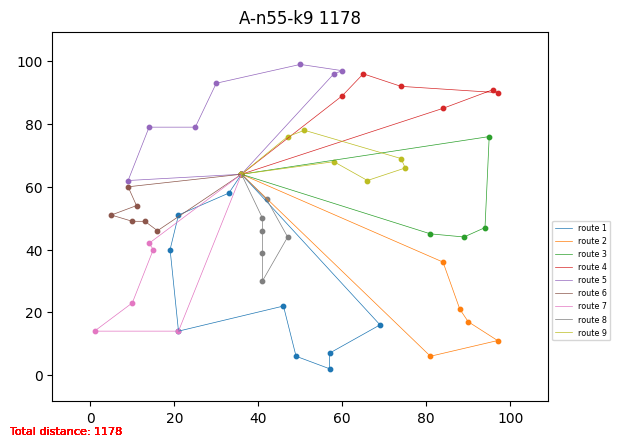 A-n55-k9 1178
100
80
60
40
20
0
0 20 40 60 80 100
route 1
route 2
route 3
route 4
route 5
route 6
route 7
route 8
route 9
Total distance: 1178